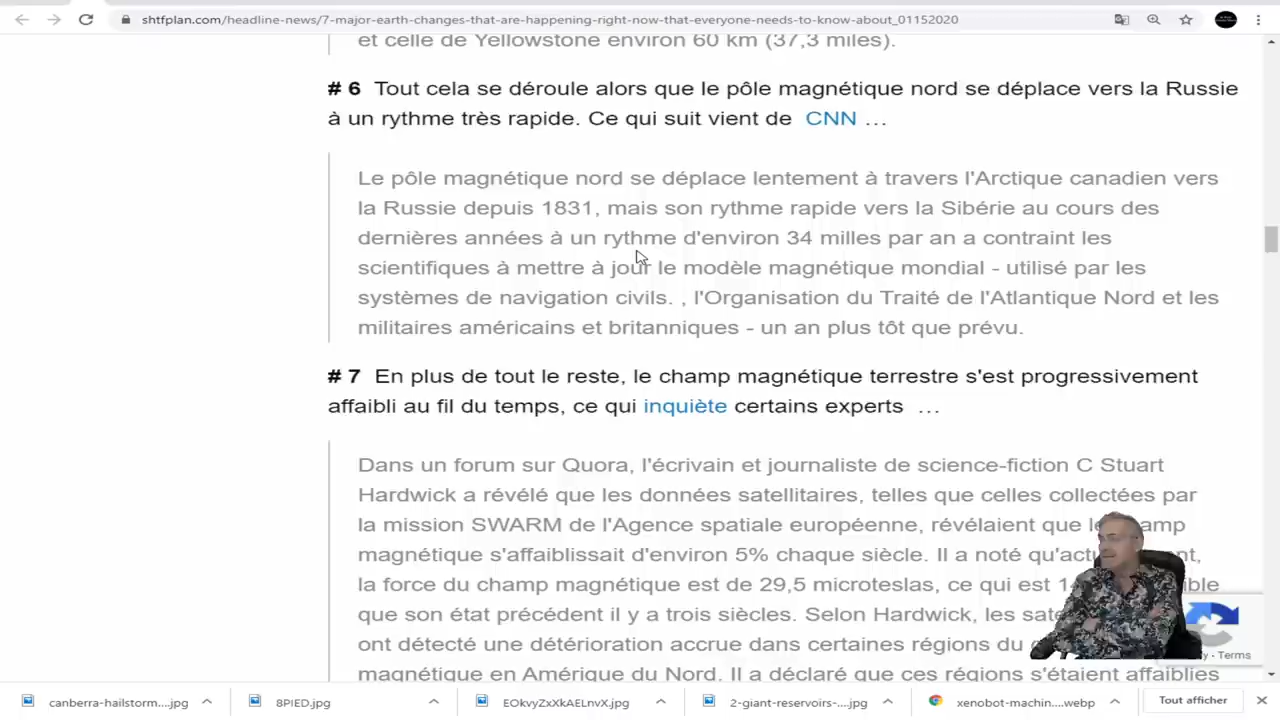 shtfplan.com/headline-news/7-major-earth-changes-that-are-happening-right-now-that-everyone-needs-to-know-about_01152020
et celle de Yellowstone environ 60 km (37,3 miles).
# 6 Tout cela se déroule alors que le pôle magnétique nord se déplace vers la Russie
à un rythme très rapide. Ce qui suit vient de CNN ...
Le pôle magnétique nord se déplace lentement à travers l'Arctique canadien vers
la Russie depuis 1831, mais son rythme rapide vers la Sibérie au cours des
dernières années à un rythme d'environ 34 milles par an a contraint les
scientifiques à mettre à jour le modèle magnétique mondial - utilisé par les
systèmes de navigation civils. , l'Organisation du Traité de l'Atlantique Nord et les
militaires américains et britanniques - un an plus tôt que prévu.
# 7 En plus de tout le reste, le champ magnétique terrestre s'est progressivement
affaibli au fil du temps, ce qui inquiète certains experts ...
Dans un forum sur Quora, l'écrivain et journaliste de science-fiction C Stuart
Hardwick a révélé que les données satellitaires, telles que celles collectées par
la mission SWARM de l'Agence spatiale européenne, révélaient que le
magnétique s'affaiblissait d'environ 5% chaque siècle. Il a noté
la force du champ magnétique est de 29,5 microteslas, ce qui est
que son état précédent il y a trois siècles. Selon Hardwick, les
ont détecté une détérioration accrue dans certaines régions du
magnétique en Amérique du Nord. Il a déclaré que ces régions s'étaient affaiblies
- Terms
canberra-hailstorm....jpg
8PIED.jpg
EOkvyZxXkAELnvX.jpg
2-giant-reservoirs-....jpg
xenobot-machin....webp
Tout afficher